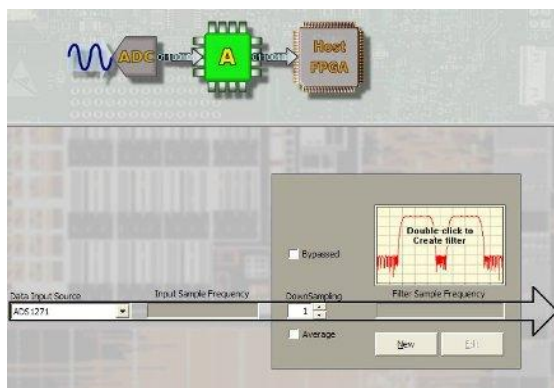 ADC
A
Host
FPGA
Double-click to
Create filter
Bypassed
Data Input Source
Input Sample Frequency
DownSampling
Filter Sample Frequency
ADS1271
1
Average
New
Edit